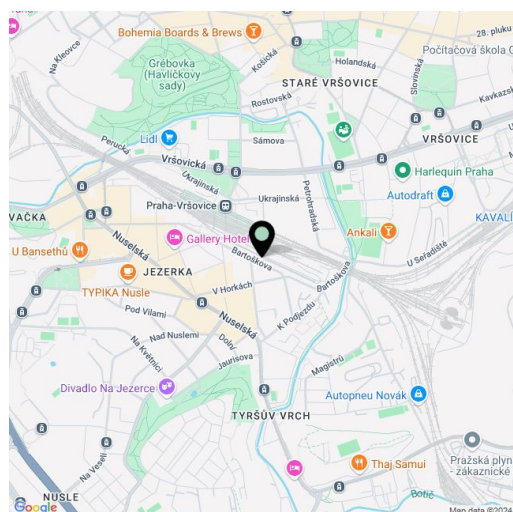 Bohemia Boards & Brews
28. pluku
Na Kleovce
Košická
Holandská
Počítačová škola G
Grébovka
(Havlíčkovy
sady)
Slovinská
STARÉ VRŠOVICE
Kavkazská
Rostovská
Perucká
Lidl
Sámova
VRŠOVICE
Vršovická
Harlequin Praha
Ukrajinská
Petrohradská
Ukrajinská
Autodraft
Praha-Vršovice
VAČKA
KAVALÍ
Nuselská
Gallery Hotel
Ankali
U Bansethů
Bartoškova
U Seřadiště
JEZERKA
TYPIKA Nusle
Bartoškova
V Horkách
Pod Vilami
Nuselská
K Podjezdu
Nad Nuslemi
Dolní
Na Květnici
Jaurisova
Magistrů
Divadlo Na Jezerce
Autopneu Novák
TYRŠŮV VRCH
Na Veselí
Thaj Samui
Pražská plyn
- zákaznické
NUSLE
Botič
Google
Map data ©2024